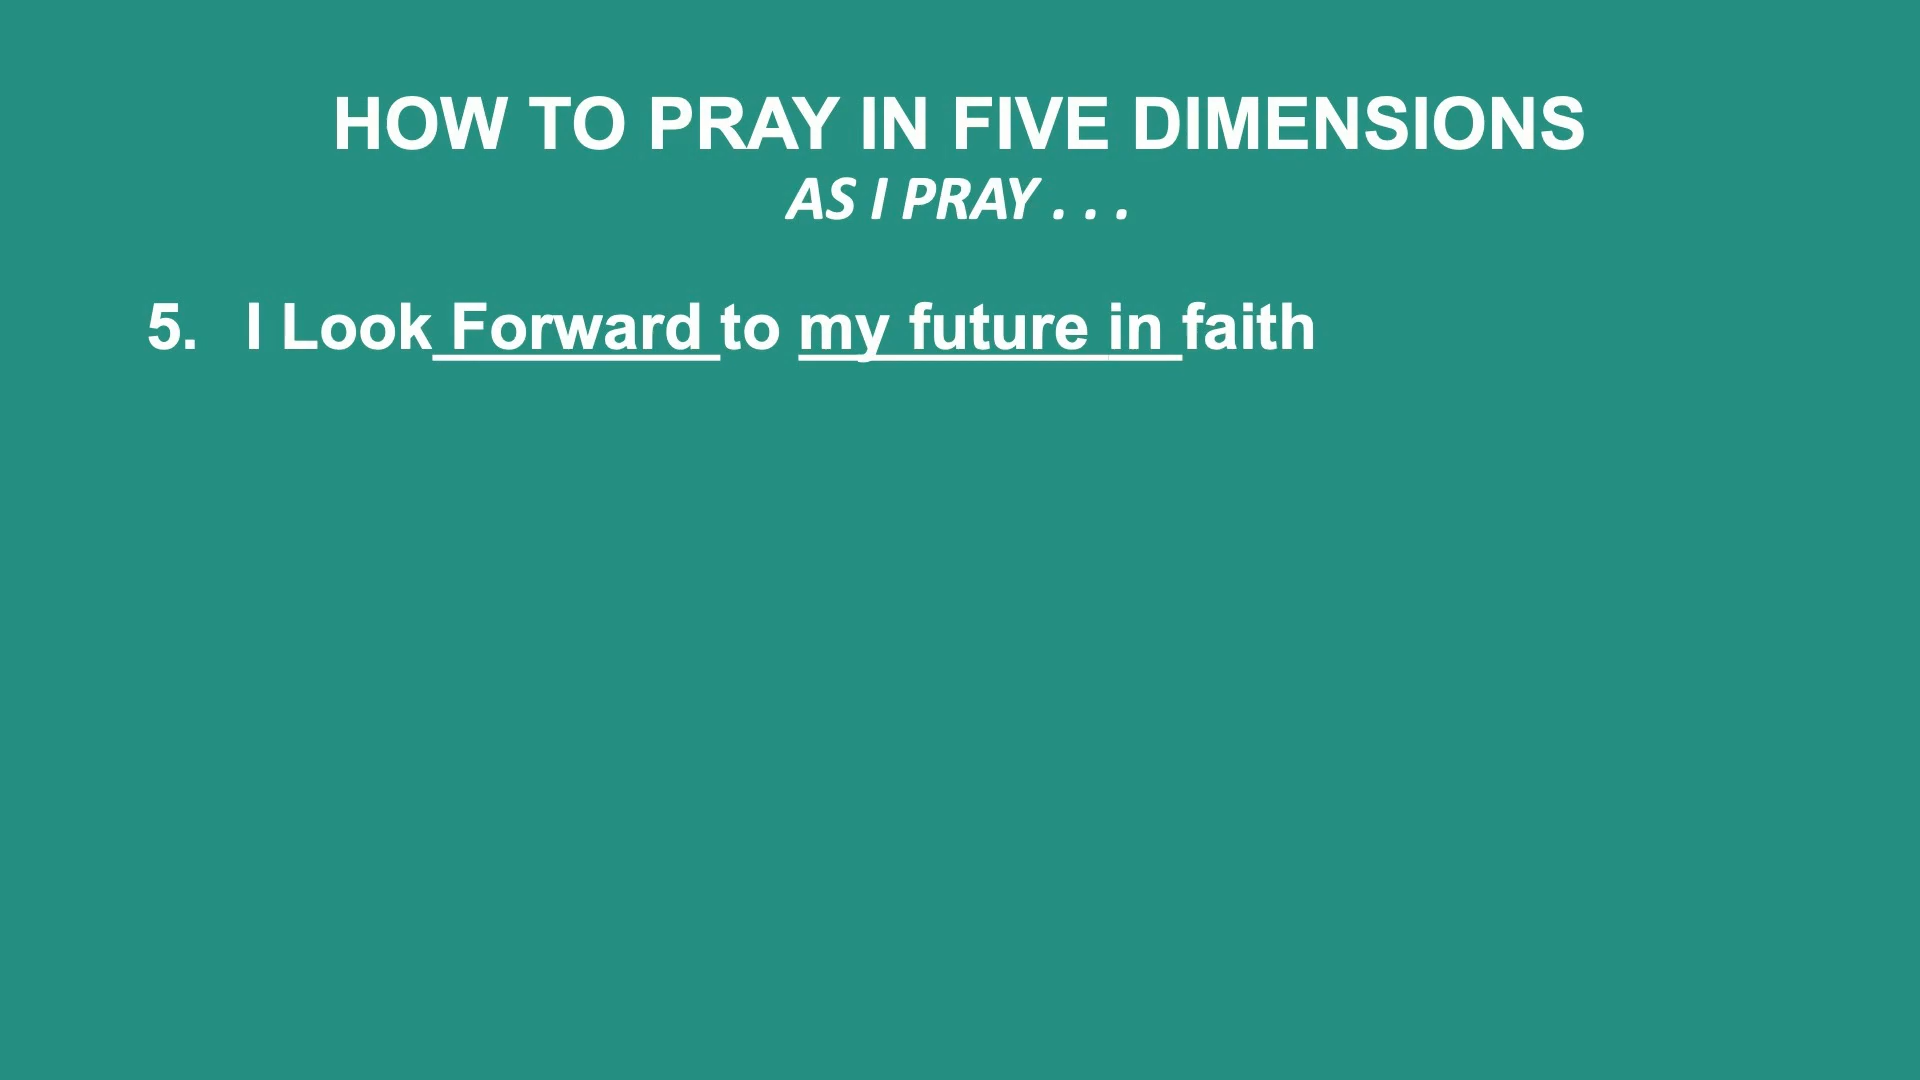 HOW TO PRAY IN FIVE DIMENSIONS
AS I PRAY . . .
5. I Look Forward to my future in faith